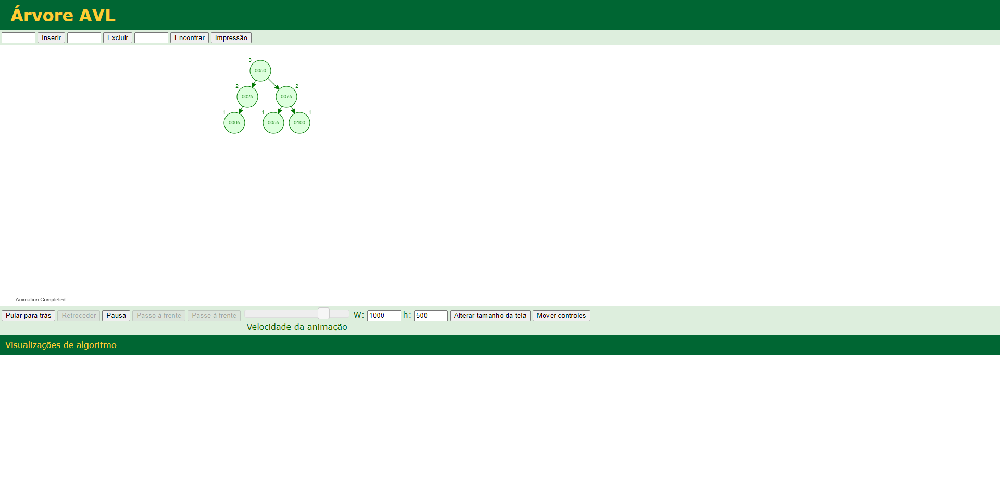 Árvore AVL
Inserir Excluir Encontrar Impressão
3
0050
2 2
0025 0075
1 1 1
0005 0055 0100
Animation Completed
Pular para trás Retroceder Pausa Passo à frente Passe à frente W: 1000 h: 500 Alterar tamanho da tela Mover controles
Velocidade da animação
Visualizações de algoritmo